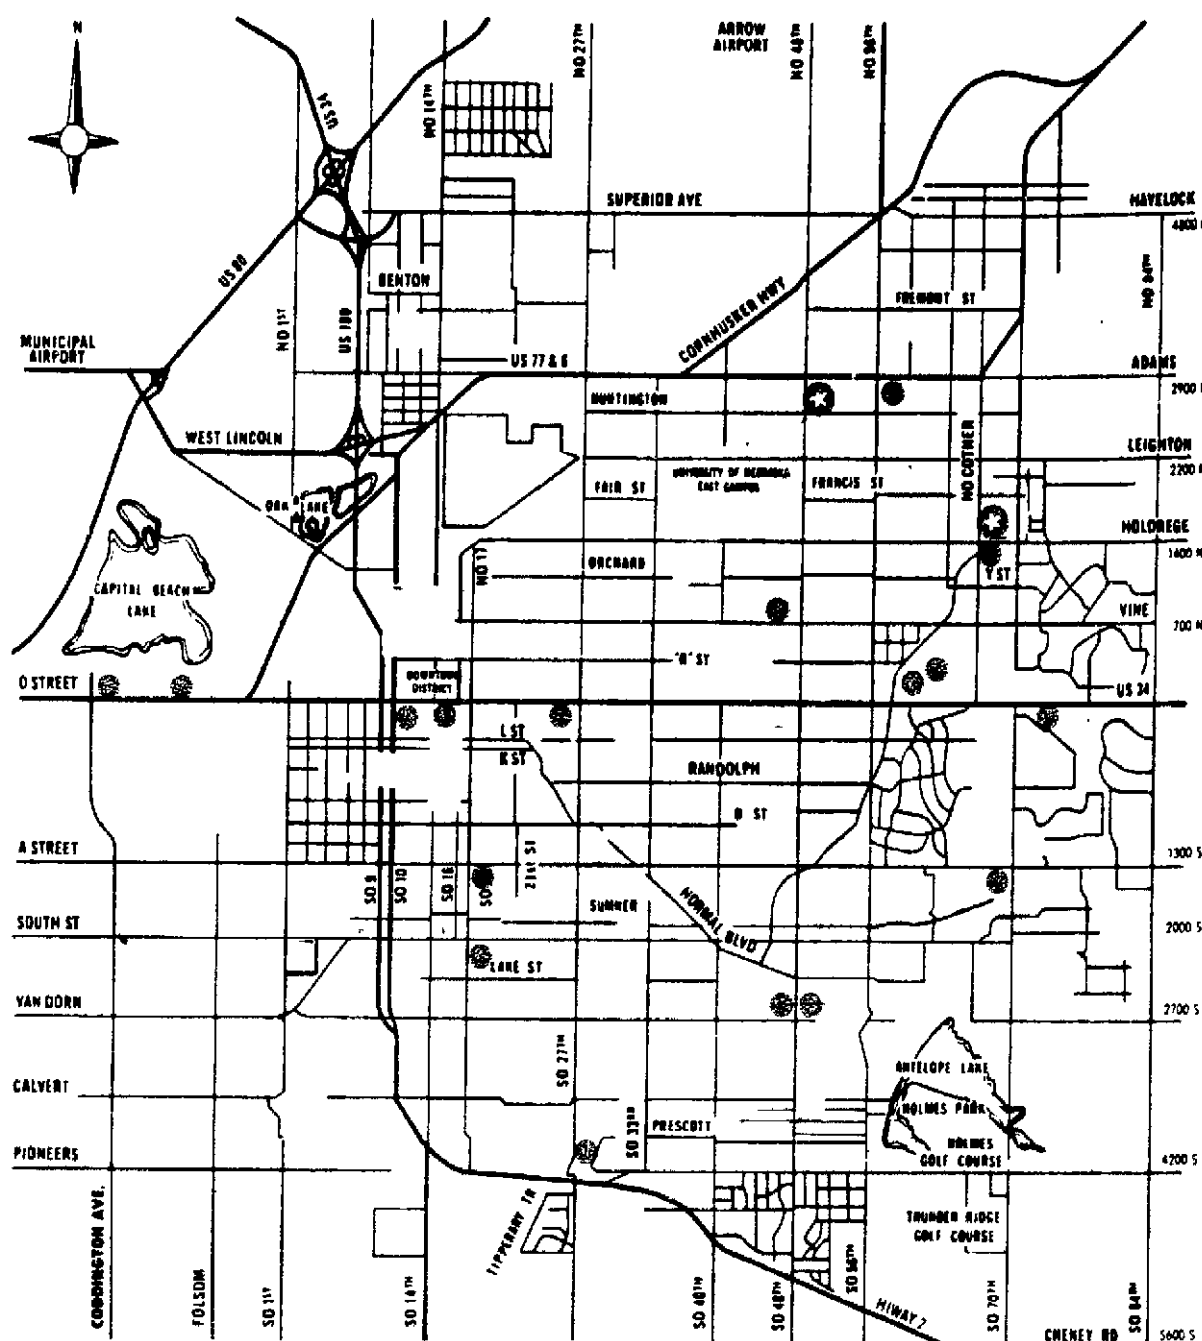 N
ARROW
AIRPORT
NO 27TH
NO 48TH
NO 56TH
US 34
NO 14TH
SUPERIOR AVE
HAVELOCK
4800
US 80
BENTON
NO 84TH
FREMONT ST
CORNHUSKER HWY
NO 1ST
US 180
MUNICIPAL
AIRPORT
US 77 & 6
ADAMS
2900
HUNTINGTON
WEST LINCOLN
NO COTNER
LEIGHTON
2200
UNIVERSITY OF NEBRASKA
EAST CAMPUS
FAIR ST
FRANCIS ST
OAK LAKE
HOLDREGE
1600 N
NO 17
ORCHARD
Y ST
CAPITAL BEACH
LAKE
VINE
700 N
"R" ST
DOWNTOWN
DISTRICT
O STREET
US 34
L ST
K ST
RANDOLPH
D ST
A STREET
1300 S
SO 9
SO 10
SO 16
SO
21ST ST
SUMNER
NORMAL BLVD
SOUTH ST
2000 S
LAKE ST
VAN DORN
2700 S
SO 27TH
ANTELOPE LAKE
CALVERT
HOLMES PARK
SO 33RD
PRESCOTT
HOLMES
GOLF COURSE
PIONEERS
4200 S
THUNDER RIDGE
GOLF COURSE
TIPPERARY TR
CODDINGTON AVE.
FOLSOM
SO 1ST
SO 14TH
SO 40TH
SO 48TH
SO 56TH
HIWAY 2
SO 70TH
SO 84TH
CHENEY RD
5600 S